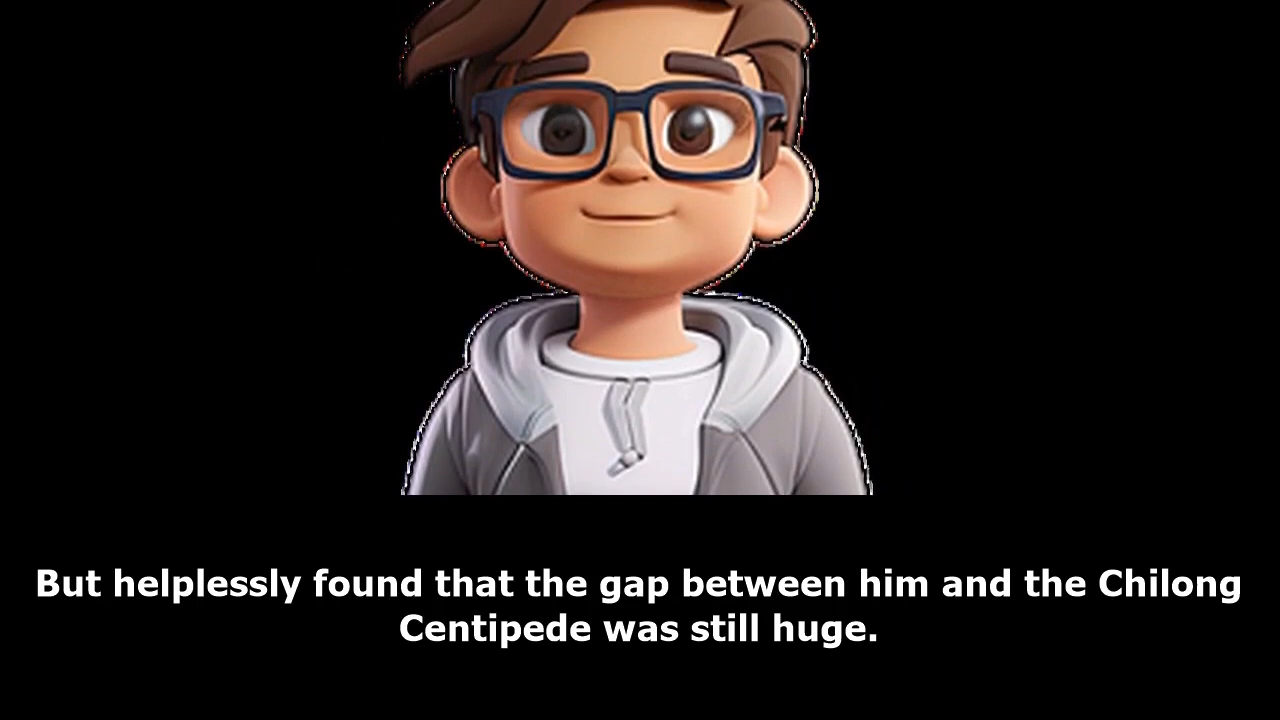 But helplessly found that the gap between him and the Chilong
Centipede was still huge.